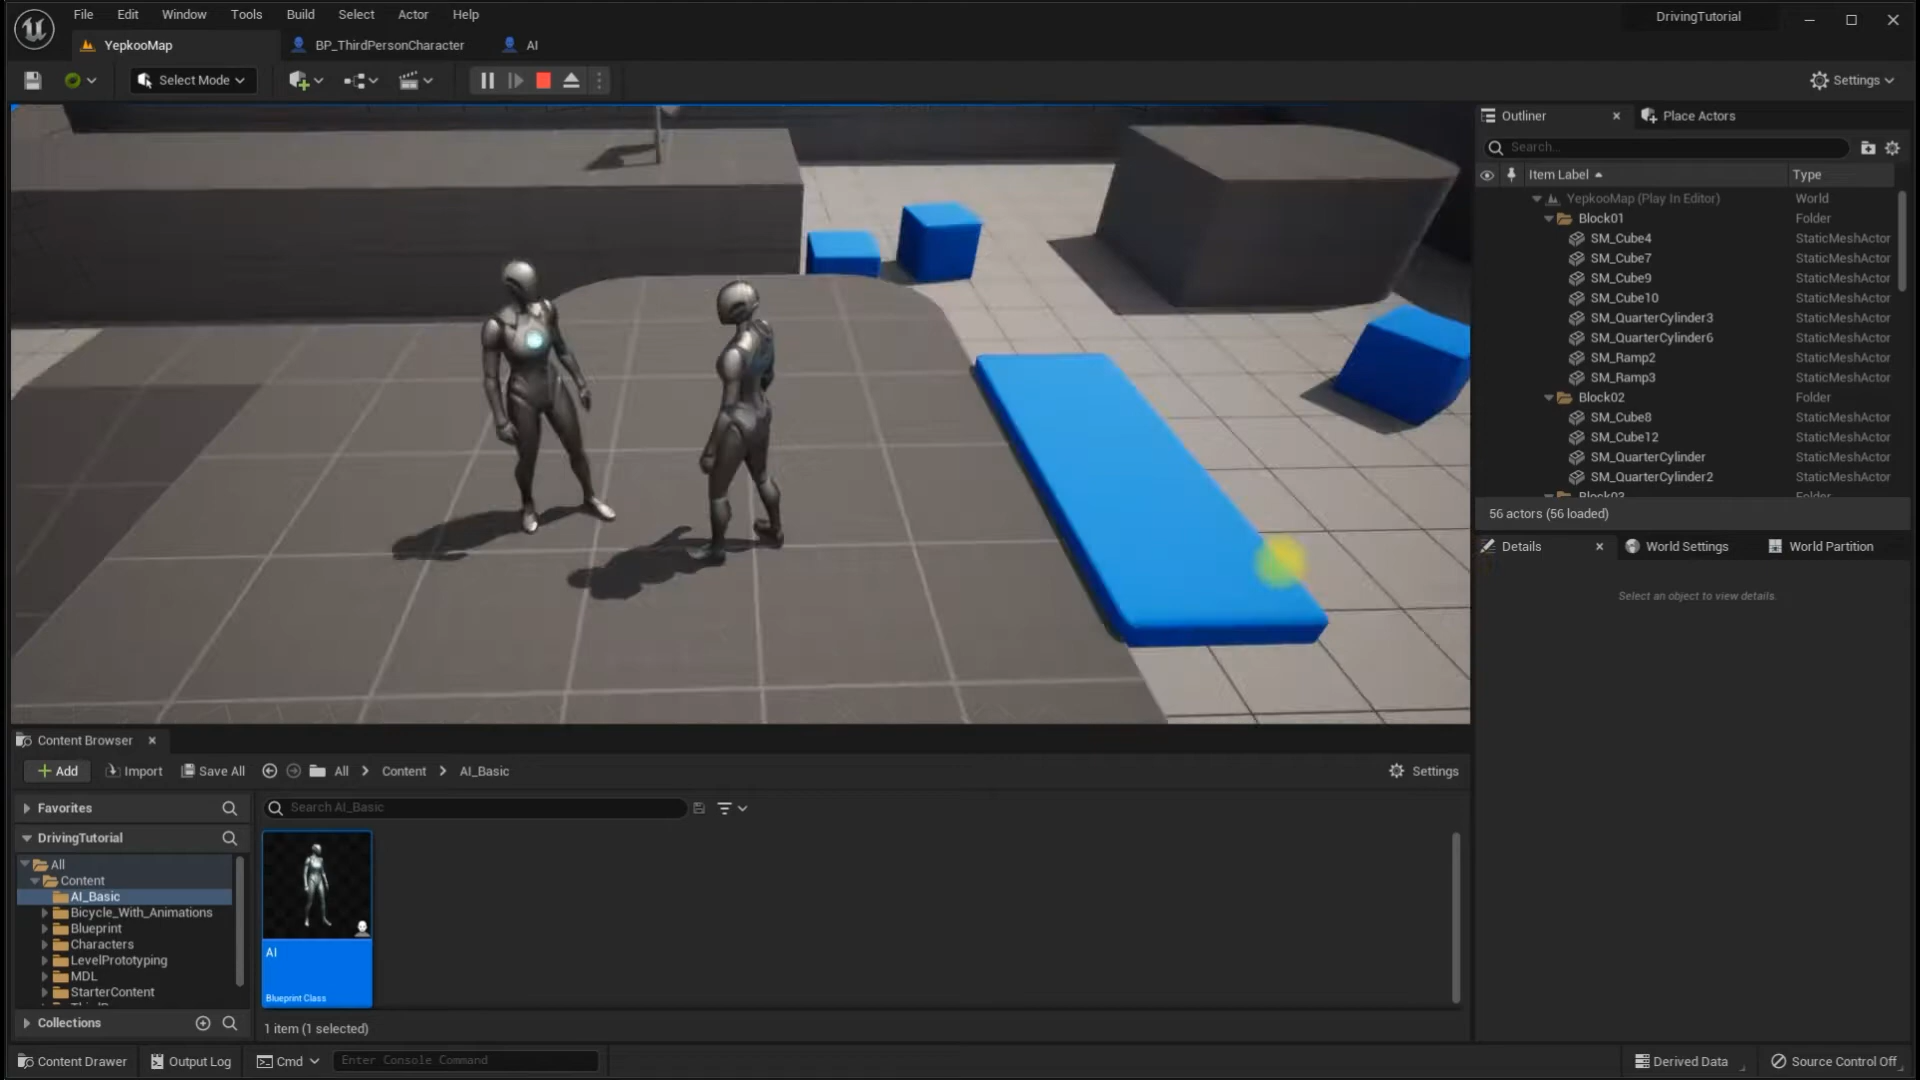 File Edit Window Tools Build Select Actor Help
DrivingTutorial
YepkooMap BP_ThirdPersonCharacter AI
Select Mode
Settings
Outliner Place Actors
Search...
Item Label Type
YepkooMap (Play In Editor) World
Block01 Folder
SM_Cube4 StaticMeshActor
SM_Cube7 StaticMeshActor
SM_Cube9 StaticMeshActor
SM_Cube10 StaticMeshActor
SM_QuarterCylinder3 StaticMeshActor
SM_QuarterCylinder6 StaticMeshActor
SM_Ramp2 StaticMeshActor
SM_Ramp3 StaticMeshActor
Block02 Folder
SM_Cube8 StaticMeshActor
SM_Cube12 StaticMeshActor
SM_QuarterCylinder StaticMeshActor
SM_QuarterCylinder2 StaticMeshActor
Block03 Folder
56 actors (56 loaded)
Details World Settings World Partition
Select an object to view details.
Content Browser
Add Import Save All All Content AI_Basic
Settings
Favorites
Search AI_Basic
DrivingTutorial
All
Content
AI_Basic
Bicycle_With_Animations
Blueprint
Characters
LevelPrototyping
MDL
StarterContent
AI
Blueprint Class
Collections
1 item (1 selected)
Content Drawer Output Log Cmd Enter Console Command
Derived Data Source Control Off